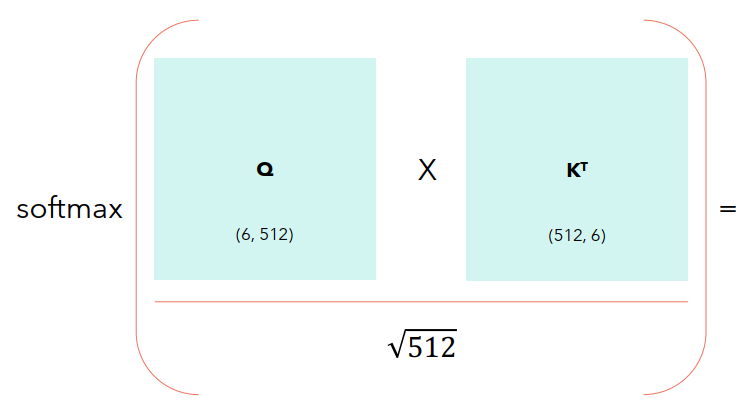 softmax
Q
(6, 512)
X
Kᵀ
(512, 6)
=
√512